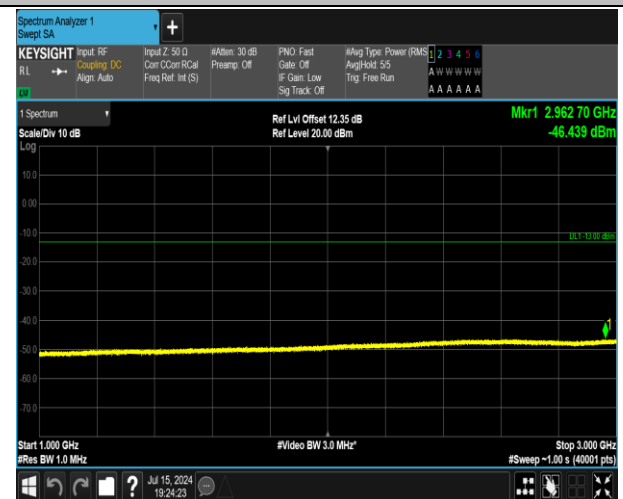 Spectrum Analyzer 1
Swept SA
+
KEYSIGHT
RL
Input: RF
Coupling: DC
Align: Auto
Input Z: 50 Ω
Corr CCorr RCal
Freq Ref: Int (S)
#Atten: 30 dB
Preamp: Off
PNO: Fast
Gate: Off
IF Gain: Low
Sig Track: Off
#Avg Type: Power (RMS
Avg|Hold: 5/5
Trig: Free Run
1 2 3 4 5 6
A W W W W W
A A A A A A
1 Spectrum
Scale/Div 10 dB
Log
Ref Lvl Offset 12.35 dB
Ref Level 20.00 dBm
Mkr1 2.962 70 GHz
-46.439 dBm
10.0
0.00
-10.0
DL1 -13.00 dBm
-20.0
-30.0
-40.0
1
-50.0
-60.0
-70.0
Start 1.000 GHz
#Video BW 3.0 MHz*
Stop 3.000 GHz
#Res BW 1.0 MHz
#Sweep ~1.00 s (40001 pts)
?
Jul 15, 2024
19:24:23